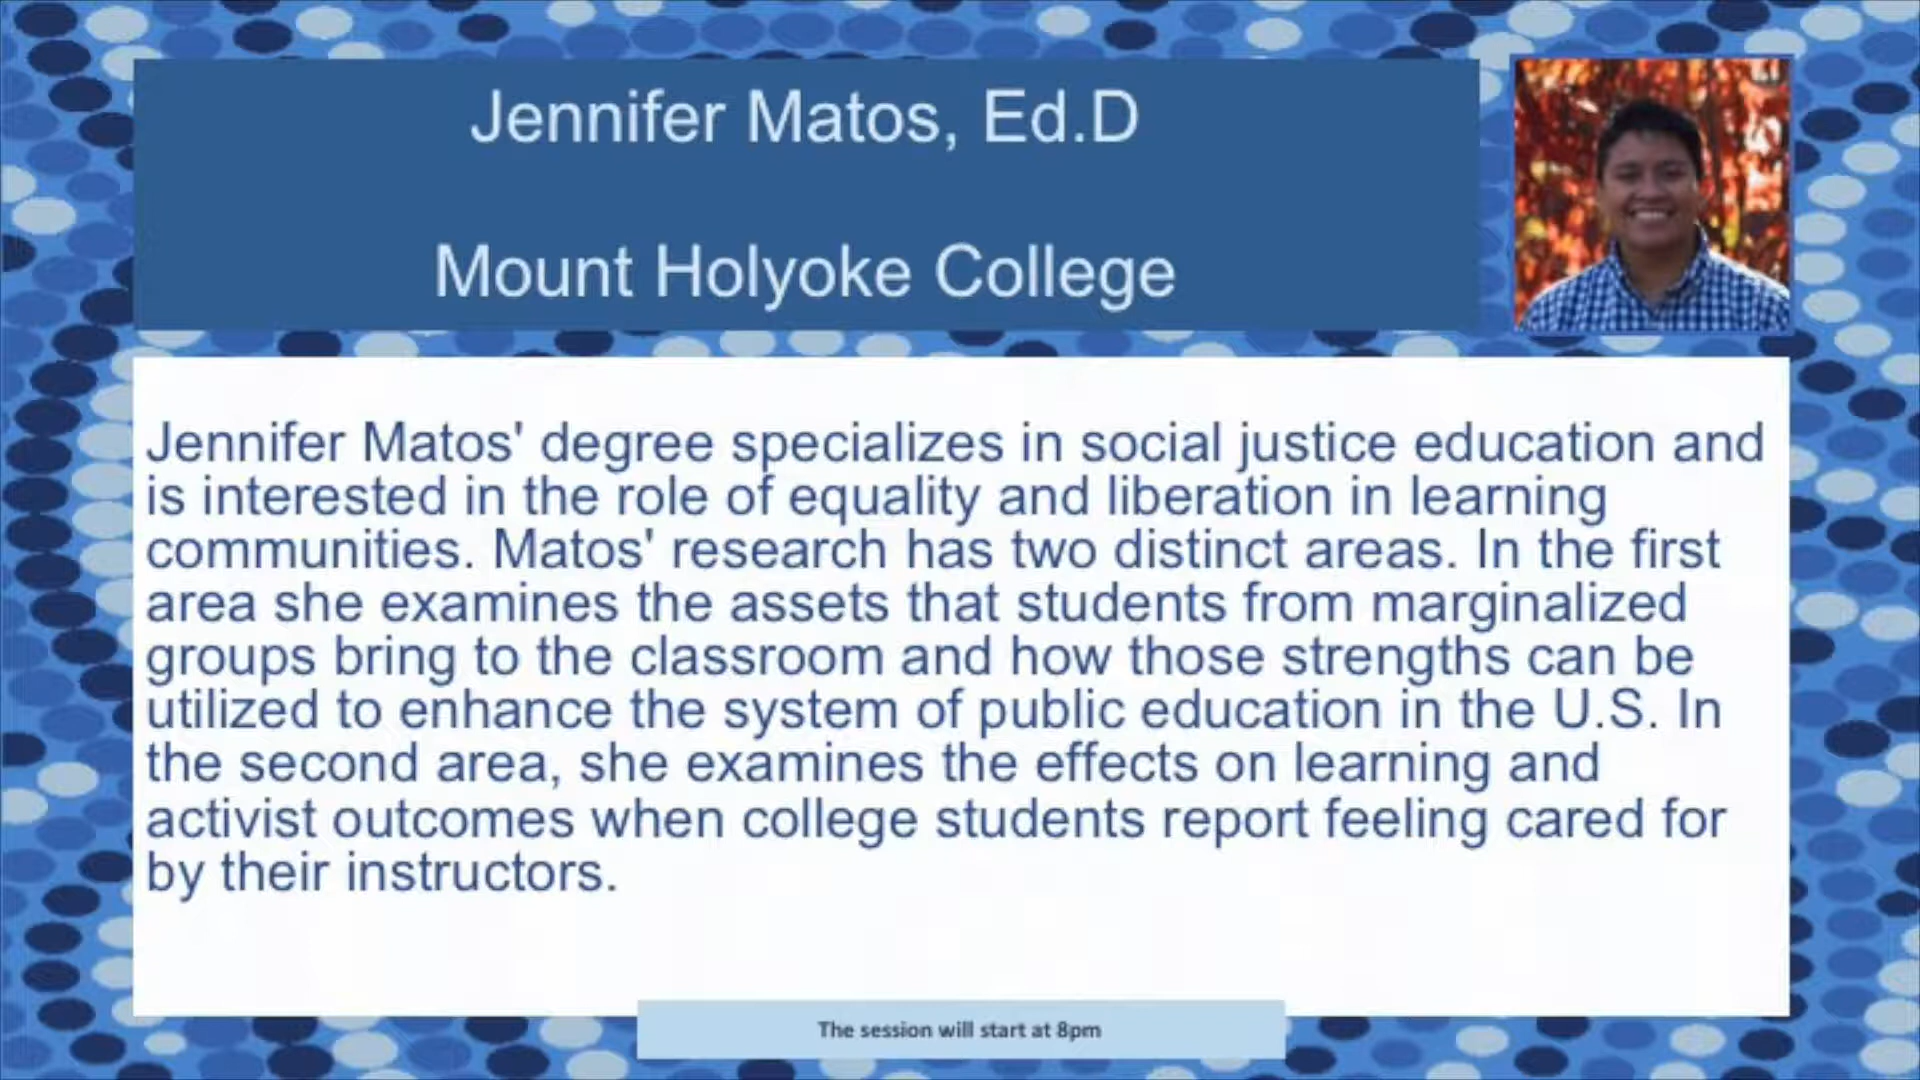 Jennifer Matos, Ed.D
Mount Holyoke College
Jennifer Matos' degree specializes in social justice education and
is interested in the role of equality and liberation in learning
communities. Matos' research has two distinct areas. In the first
area she examines the assets that students from marginalized
groups bring to the classroom and how those strengths can be
utilized to enhance the system of public education in the U.S. In
the second area, she examines the effects on learning and
activist outcomes when college students report feeling cared for
by their instructors.
The session will start at 8pm